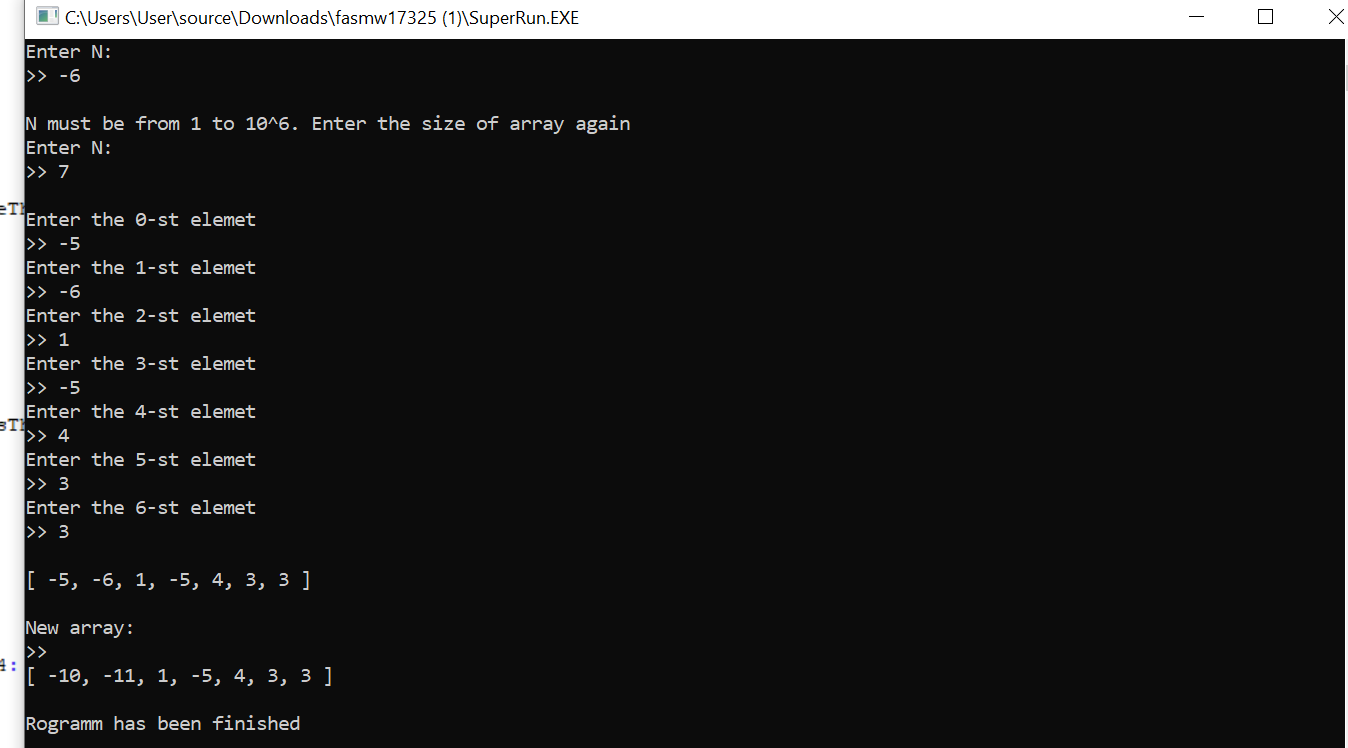 C:\Users\User\source\Downloads\fasmw17325 (1)\SuperRun.EXE
Enter N:
>> -6
N must be from 1 to 10^6. Enter the size of array again
Enter N:
>> 7
Enter the 0-st elemet
>> -5
Enter the 1-st elemet
>> -6
Enter the 2-st elemet
>> 1
Enter the 3-st elemet
>> -5
Enter the 4-st elemet
>> 4
Enter the 5-st elemet
>> 3
Enter the 6-st elemet
>> 3
[ -5, -6, 1, -5, 4, 3, 3 ]
New array:
>>
[ -10, -11, 1, -5, 4, 3, 3 ]
Rogramm has been finished